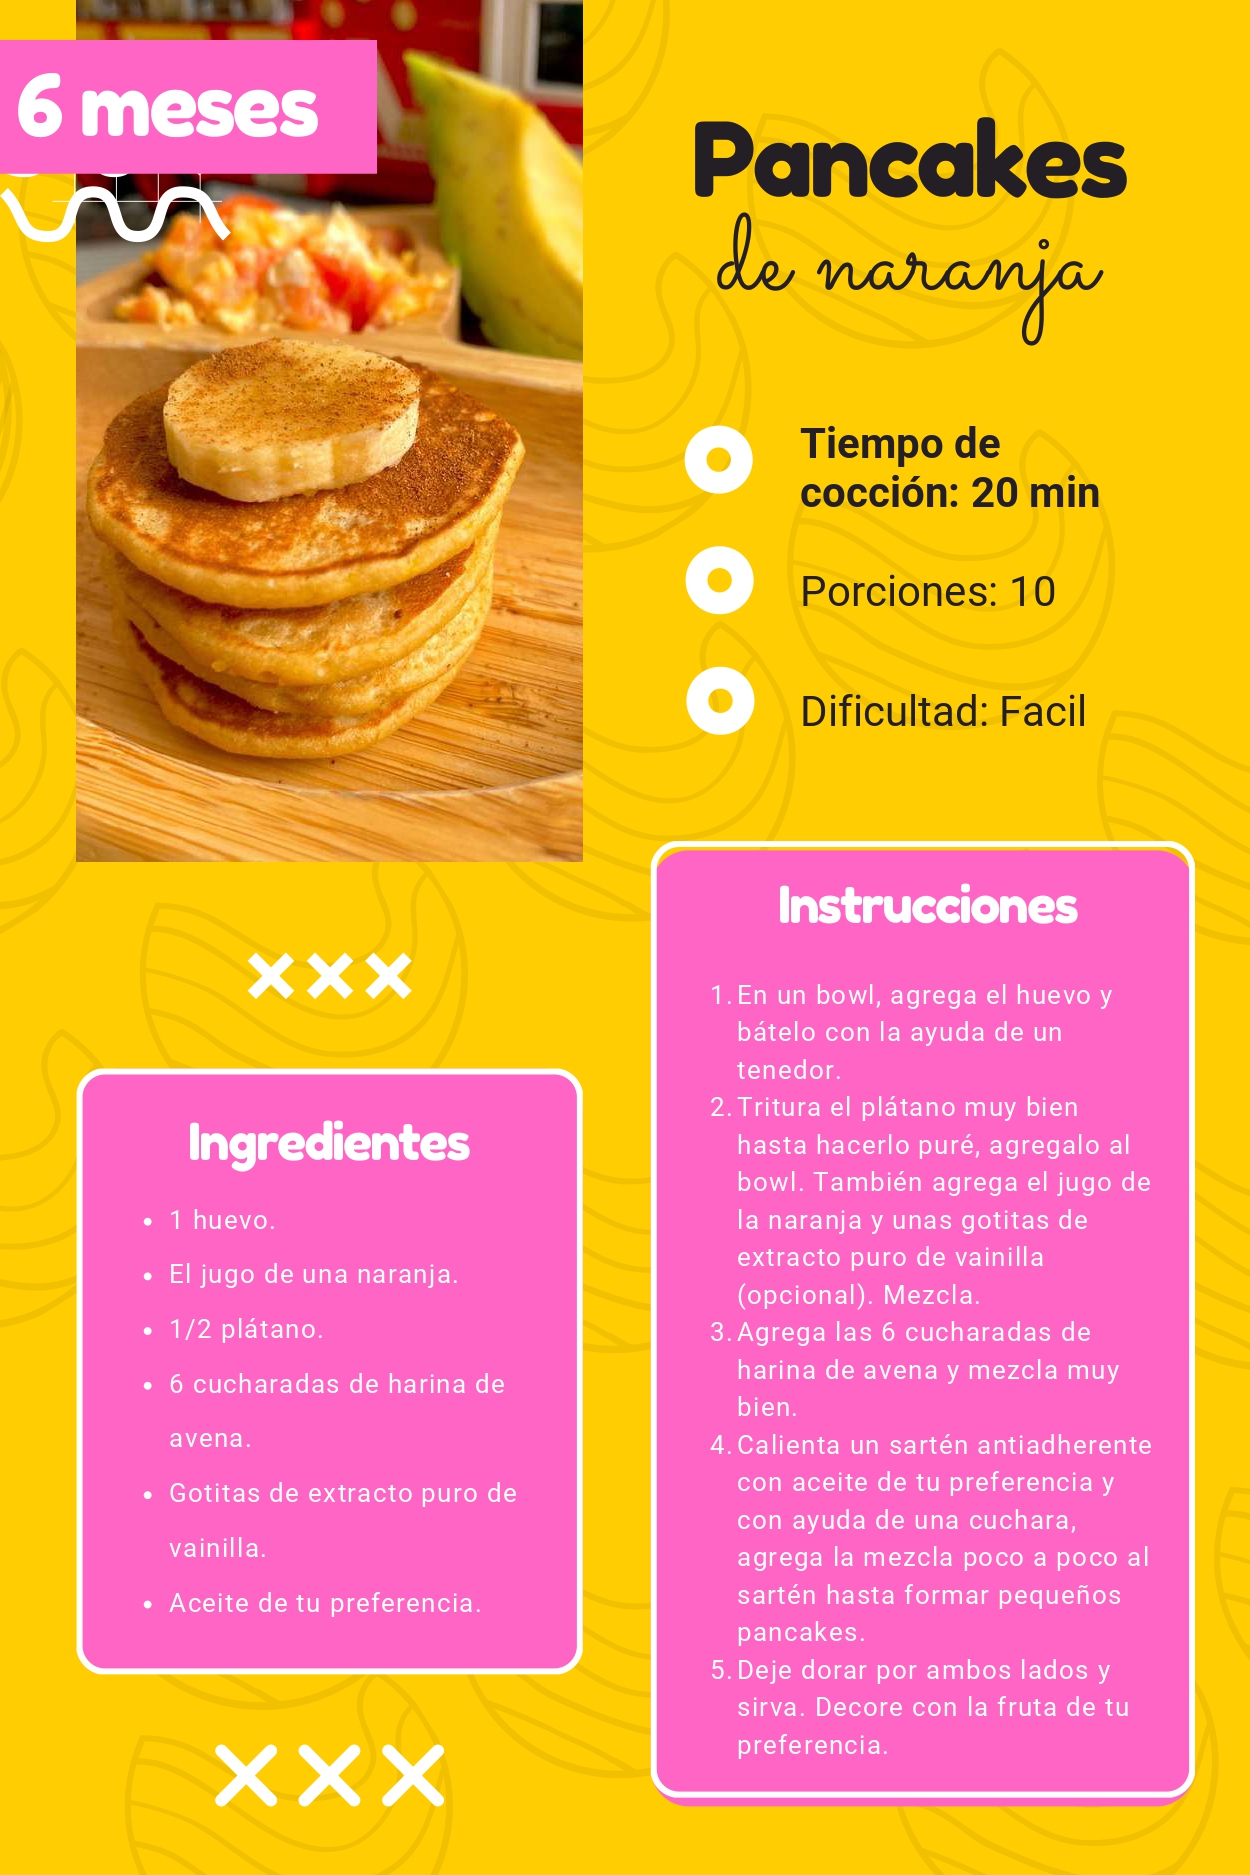 6 meses
Pancakes
de naranja
Tiempo de
cocción: 20 min
Porciones: 10
Dificultad: Facil
Ingredientes
• 1 huevo.
• El jugo de una naranja.
• 1/2 plátano.
• 6 cucharadas de harina de
avena.
• Gotitas de extracto puro de
vainilla.
• Aceite de tu preferencia.
Instrucciones
1. En un bowl, agrega el huevo y
bátelo con la ayuda de un
tenedor.
2. Tritura el plátano muy bien
hasta hacerlo puré, agregalo al
bowl. También agrega el jugo de
la naranja y unas gotitas de
extracto puro de vainilla
(opcional). Mezcla.
3. Agrega las 6 cucharadas de
harina de avena y mezcla muy
bien.
4. Calienta un sartén antiadherente
con aceite de tu preferencia y
con ayuda de una cuchara,
agrega la mezcla poco a poco al
sartén hasta formar pequeños
pancakes.
5. Deje dorar por ambos lados y
sirva. Decore con la fruta de tu
preferencia.